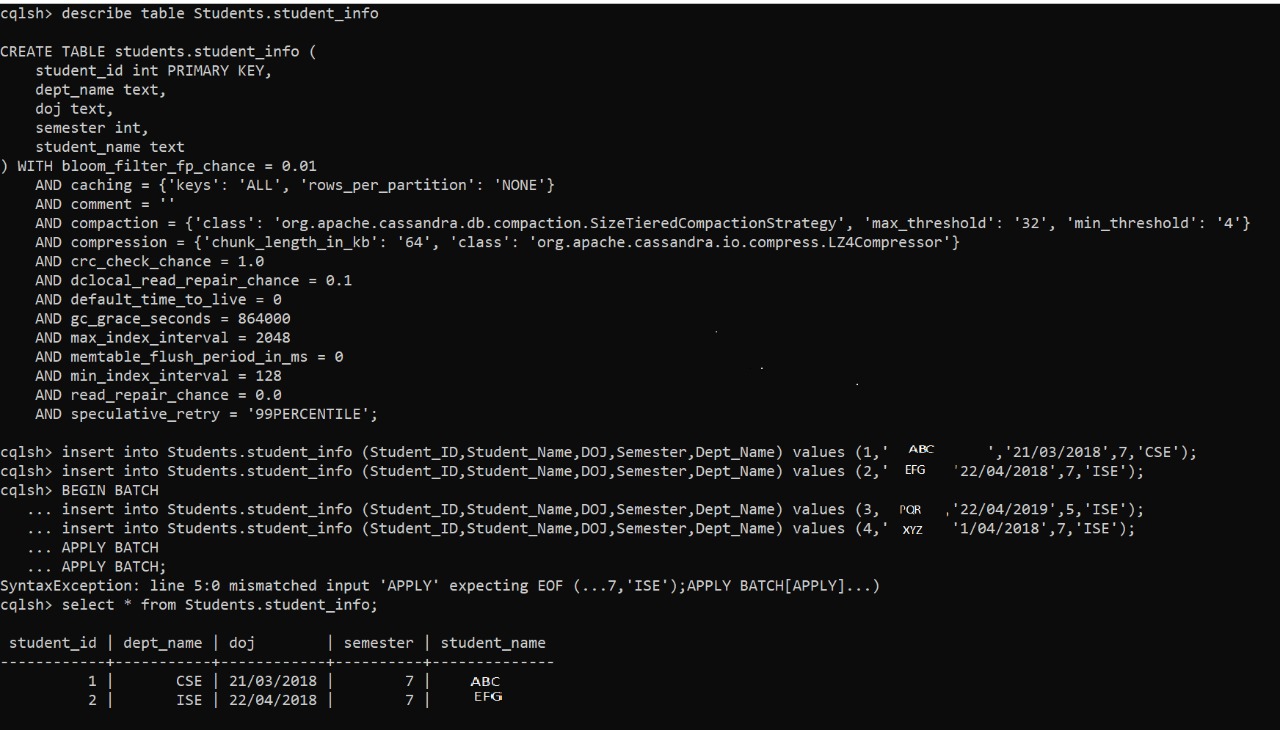 cqlsh> describe table Students.student_info
CREATE TABLE students.student_info (
    student_id int PRIMARY KEY,
    dept_name text,
    doj text,
    semester int,
    student_name text
) WITH bloom_filter_fp_chance = 0.01
    AND caching = {'keys': 'ALL', 'rows_per_partition': 'NONE'}
    AND comment = ''
    AND compaction = {'class': 'org.apache.cassandra.db.compaction.SizeTieredCompactionStrategy', 'max_threshold': '32', 'min_threshold': '4'}
    AND compression = {'chunk_length_in_kb': '64', 'class': 'org.apache.cassandra.io.compress.LZ4Compressor'}
    AND crc_check_chance = 1.0
    AND dclocal_read_repair_chance = 0.1
    AND default_time_to_live = 0
    AND gc_grace_seconds = 864000
    AND max_index_interval = 2048
    AND memtable_flush_period_in_ms = 0
    AND min_index_interval = 128
    AND read_repair_chance = 0.0
    AND speculative_retry = '99PERCENTILE';
cqlsh> insert into Students.student_info (Student_ID,Student_Name,DOJ,Semester,Dept_Name) values (1,' ABC ','21/03/2018',7,'CSE');
cqlsh> insert into Students.student_info (Student_ID,Student_Name,DOJ,Semester,Dept_Name) values (2,' EFG '22/04/2018',7,'ISE');
cqlsh> BEGIN BATCH
   ... insert into Students.student_info (Student_ID,Student_Name,DOJ,Semester,Dept_Name) values (3, PQR ,'22/04/2019',5,'ISE');
   ... insert into Students.student_info (Student_ID,Student_Name,DOJ,Semester,Dept_Name) values (4,' XYZ '1/04/2018',7,'ISE');
   ... APPLY BATCH
   ... APPLY BATCH;
SyntaxException: line 5:0 mismatched input 'APPLY' expecting EOF (...7,'ISE');APPLY BATCH[APPLY]...)
cqlsh> select * from Students.student_info;
 student_id | dept_name | doj        | semester | student_name
------------+-----------+------------+----------+--------------
          1 |       CSE | 21/03/2018 |        7 |     ABC
          2 |       ISE | 22/04/2018 |        7 |     EFG